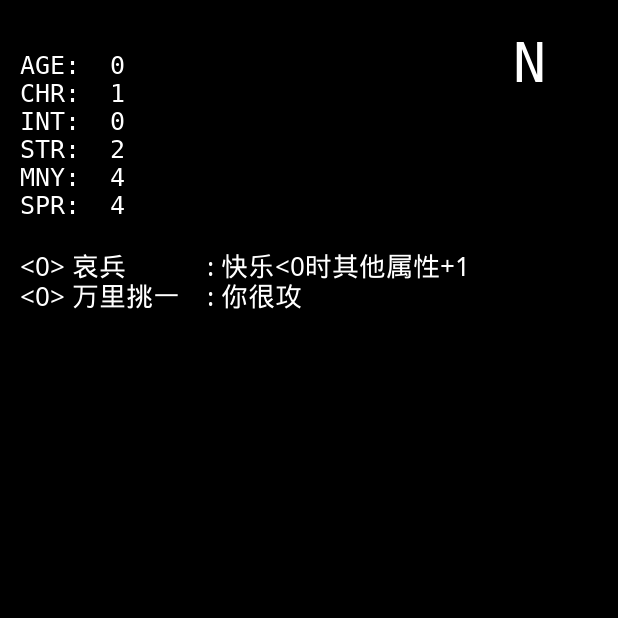 N
AGE: 0
CHR: 1
INT: 0
STR: 2
MNY: 4
SPR: 4
<0> 哀兵 : 快乐<0时其他属性+1
<0> 万里挑一 : 你很攻